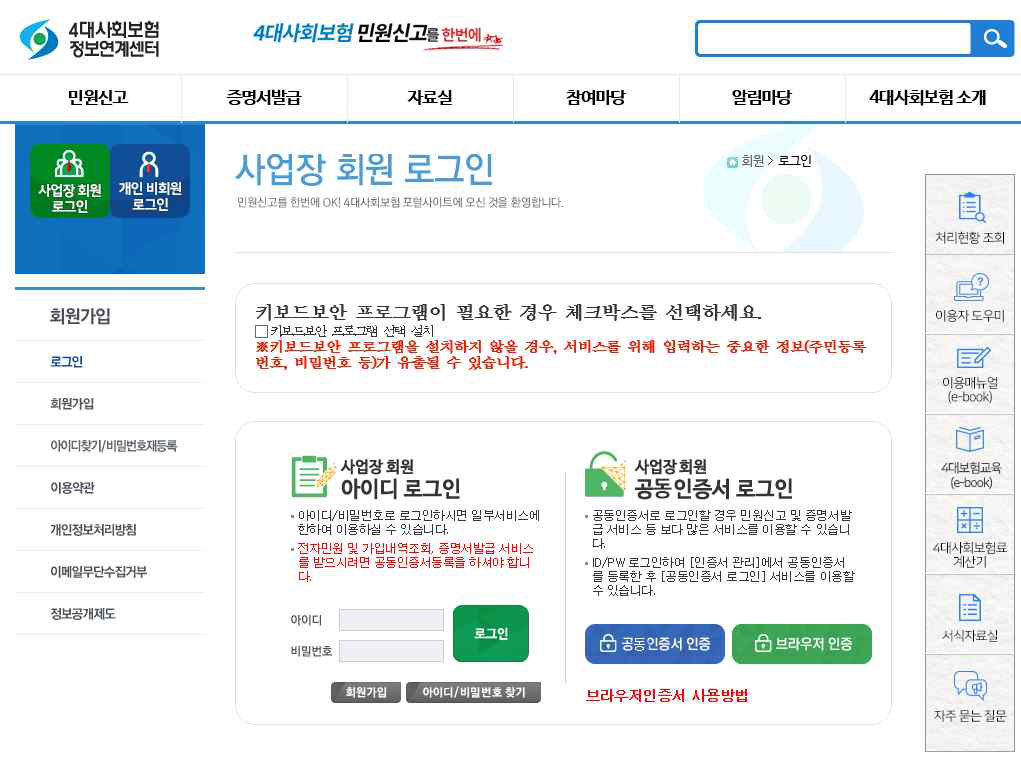 4대사회보험
정보연계센터
4대사회보험 민원신고를 한번에
민원신고
증명서발급
자료실
참여마당
알림마당
4대사회보험 소개
사업장 회원
로그인
개인 비회원
로그인
회원가입
로그인
회원가입
아이디찾기/비밀번호재등록
이용약관
개인정보처리방침
이메일무단수집거부
정보공개제도
사업장 회원 로그인
회원 > 로그인
민원신고를 한번에 OK! 4대사회보험 포털사이트에 오신 것을 환영합니다.
키보드보안 프로그램이 필요한 경우 체크박스를 선택하세요.
키보드보안 프로그램 선택 설치
※키보드보안 프로그램을 설치하지 않을 경우, 서비스를 위해 입력하는 중요한 정보(주민등록
번호, 비밀번호 등)가 유출될 수 있습니다.
사업장 회원
아이디 로그인
아이디/비밀번호로 로그인하시면 일부서비스에
한하여 이용하실 수 있습니다.
전자민원 및 가입내역조회, 증명서발급 서비스
를 받으시려면 공동인증서등록을 하셔야 합니
다.
아이디
비밀번호
로그인
회원가입
아이디/비밀번호 찾기
사업장 회원
공동인증서 로그인
공동인증서로 로그인할 경우 민원신고 및 증명서발
급 서비스 등 보다 많은 서비스를 이용할 수 있습니
다.
ID/PW 로그인하여 [인증서 관리]에서 공동인증서
를 등록한 후 [공동인증서 로그인] 서비스를 이용할
수 있습니다.
공동인증서 인증
브라우저 인증
브라우저인증서 사용방법
처리현황 조회
이용자 도우미
이용매뉴얼
(e-book)
4대보험교육
(e-book)
4대사회보험료
계산기
서식자료실
자주 묻는 질문